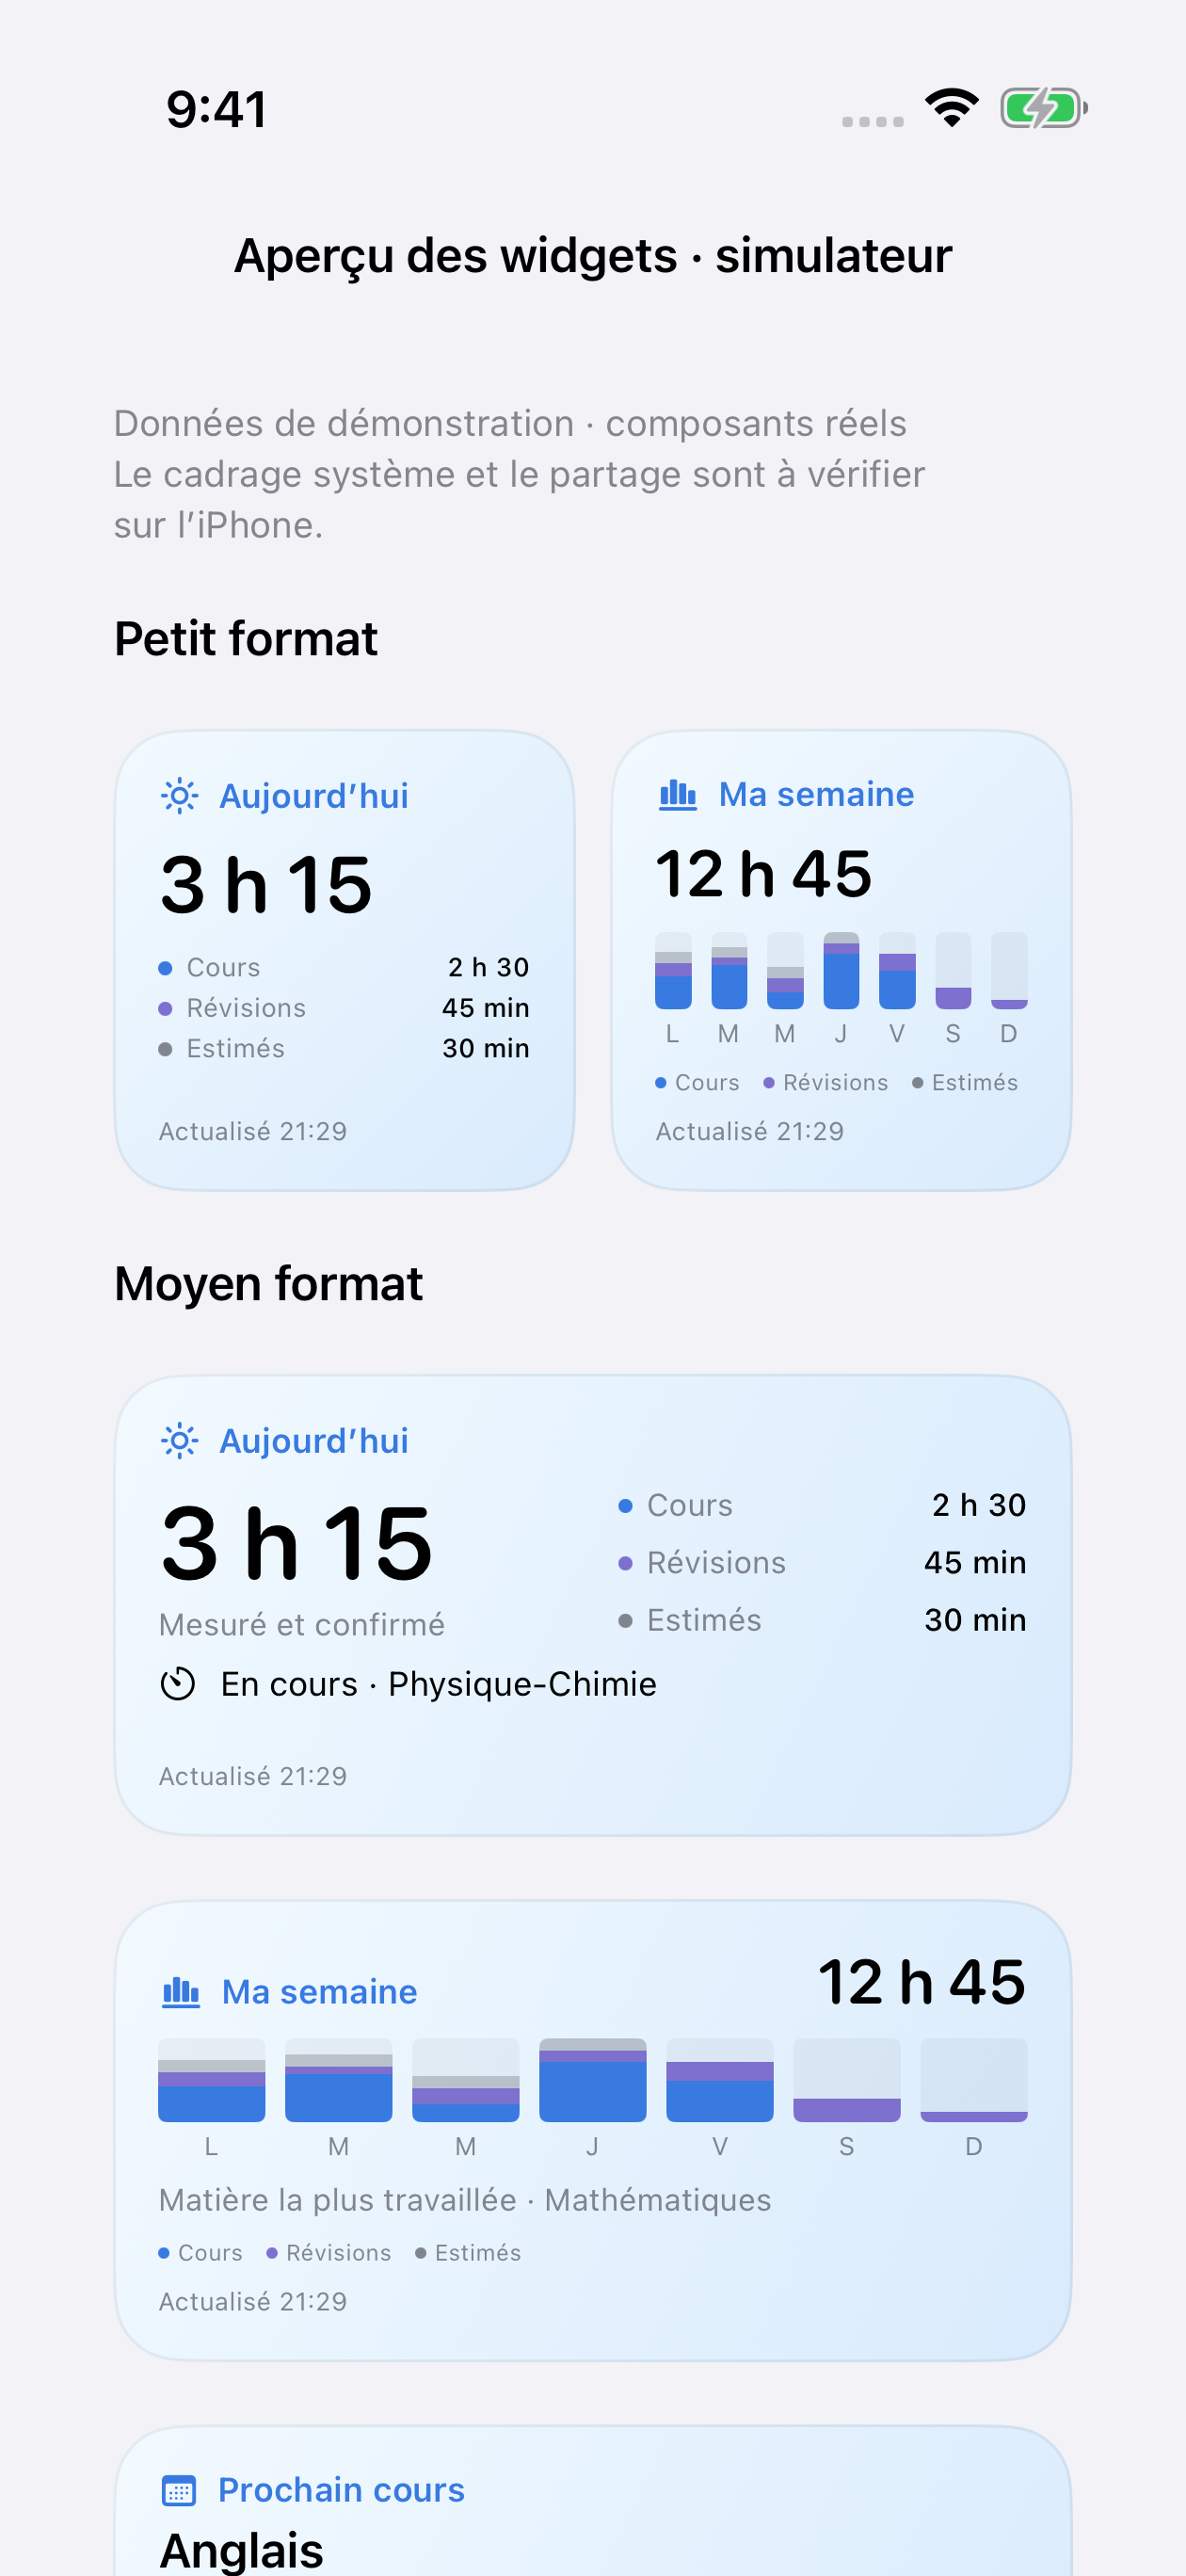 9:41
Aperçu des widgets · simulateur
Données de démonstration · composants réels
Le cadrage système et le partage sont à vérifier
sur l’iPhone.
Petit format
Aujourd’hui
3 h 15
Cours 2 h 30
Révisions 45 min
Estimés 30 min
Actualisé 21:29
Ma semaine
12 h 45
L M M J V S D
Cours Révisions Estimés
Actualisé 21:29
Moyen format
Aujourd’hui
3 h 15
Mesuré et confirmé
Cours 2 h 30
Révisions 45 min
Estimés 30 min
En cours · Physique-Chimie
Actualisé 21:29
Ma semaine
12 h 45
L M M J V S D
Matière la plus travaillée · Mathématiques
Cours Révisions Estimés
Actualisé 21:29
Prochain cours
Anglais